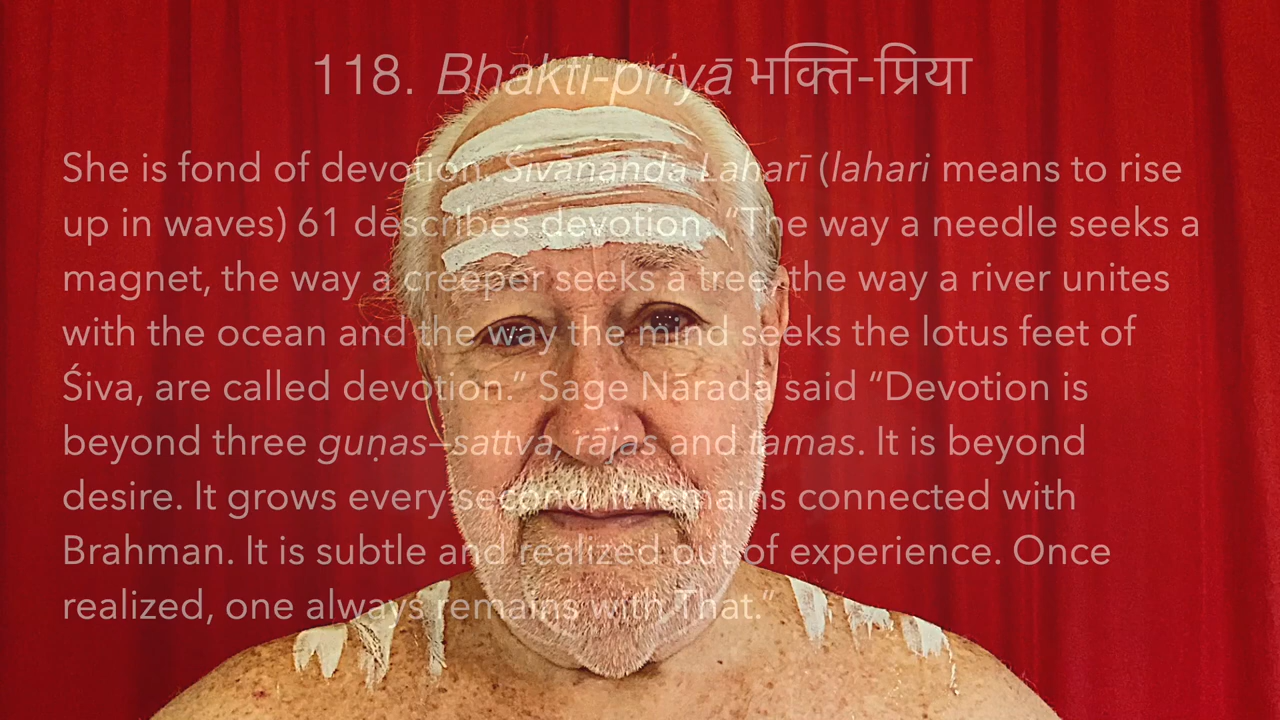 118. Bhakti-priyā भक्ति-प्रिया
She is fond of devotion. Śivānanda Laharī (lahari means to rise
up in waves) 61 describes devotion. “The way a needle seeks a
magnet, the way a creeper seeks a tree, the way a river unites
with the ocean and the way the mind seeks the lotus feet of
Śiva, are called devotion.” Sage Nārada said “Devotion is
beyond three guṇas–sattva, rajas and tamas. It is beyond
desire. It grows every second. It remains connected with
Brahman. It is subtle and realized out of experience. Once
realized, one always remains with That.”